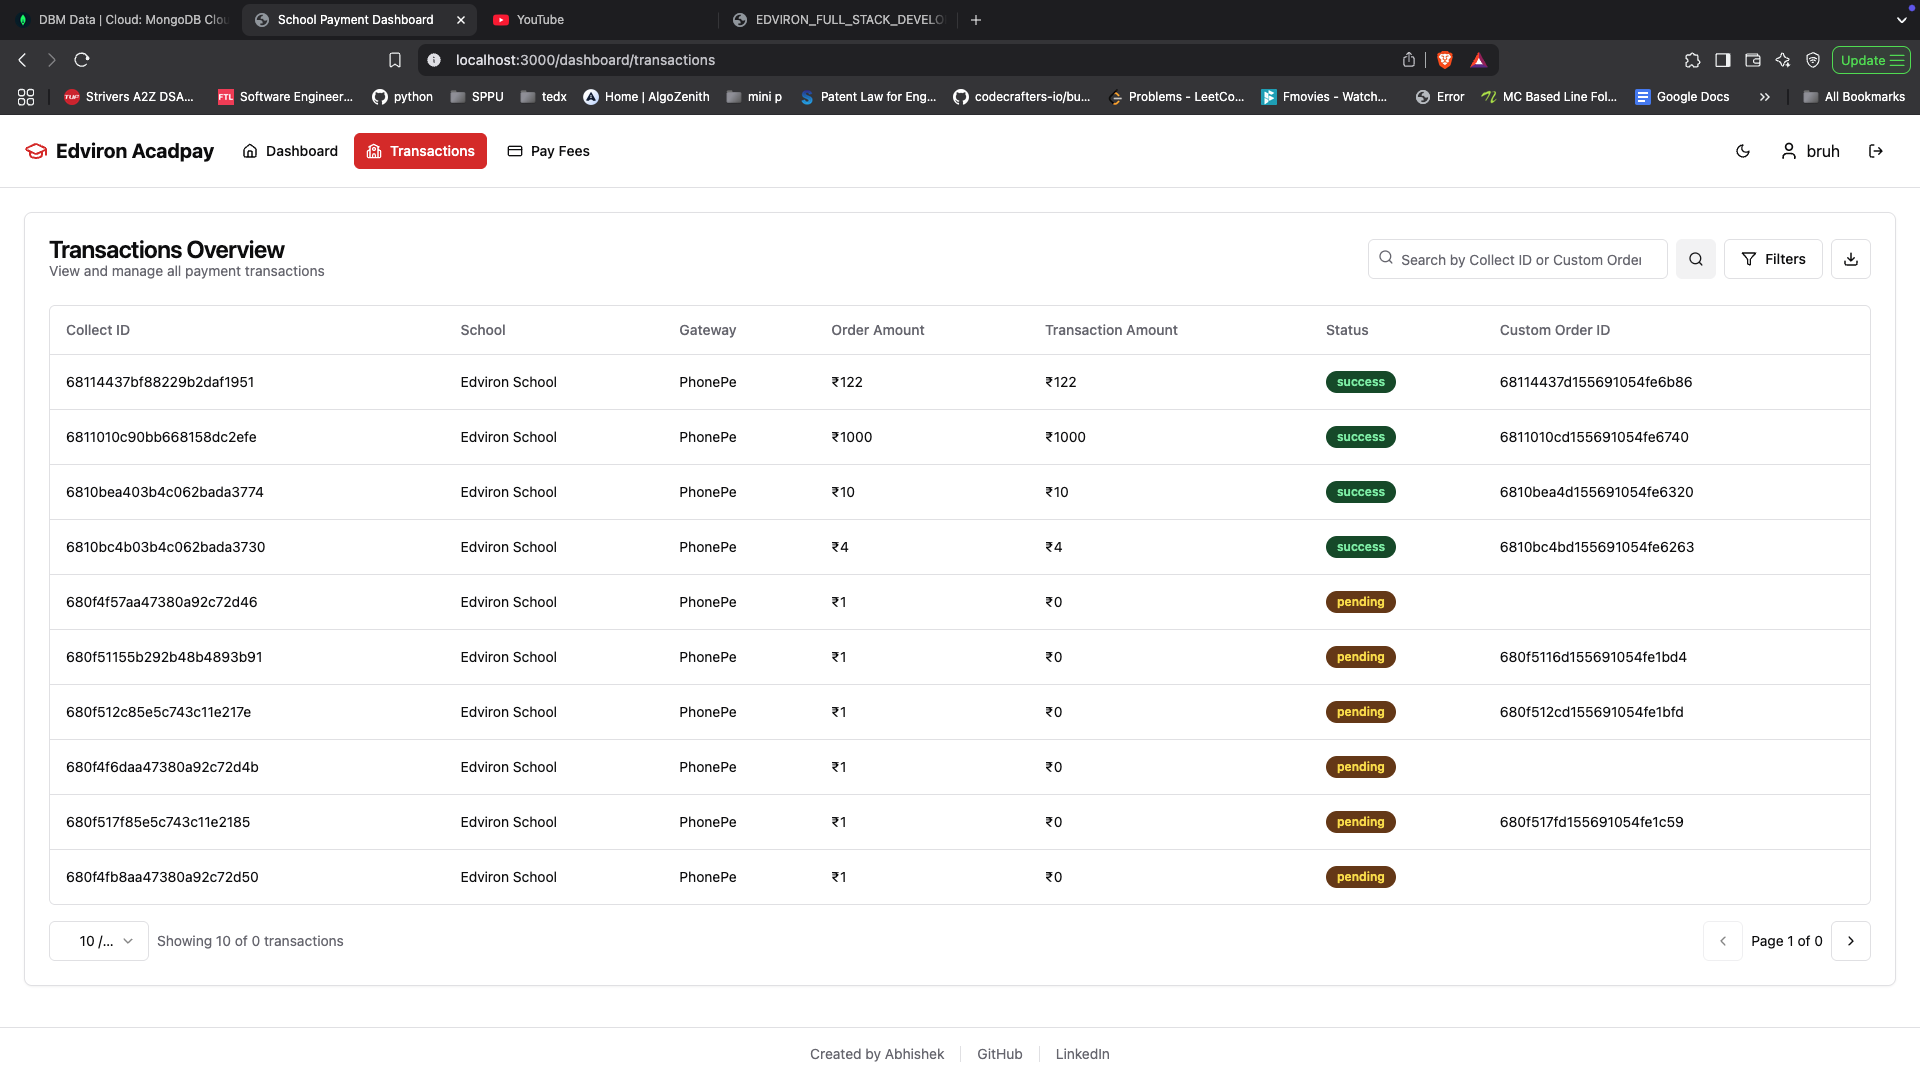 DBM Data | Cloud: MongoDB Clou
School Payment Dashboard
YouTube
EDVIRON_FULL_STACK_DEVELO
localhost:3000/dashboard/transactions
Update
Strivers A2Z DSA...
Software Engineer...
python
SPPU
tedx
Home | AlgoZenith
mini p
Patent Law for Eng...
codecrafters-io/bu...
Problems - LeetCo...
Fmovies - Watch...
Error
MC Based Line Fol...
Google Docs
All Bookmarks
Edviron Acadpay
Dashboard
Transactions
Pay Fees
bruh
Transactions Overview
View and manage all payment transactions
Search by Collect ID or Custom Order
Filters
Collect ID School Gateway Order Amount Transaction Amount Status Custom Order ID
68114437bf88229b2daf1951 Edviron School PhonePe ₹122 ₹122 success 68114437d155691054fe6b86
6811010c90bb668158dc2efe Edviron School PhonePe ₹1000 ₹1000 success 6811010cd155691054fe6740
6810bea403b4c062bada3774 Edviron School PhonePe ₹10 ₹10 success 6810bea4d155691054fe6320
6810bc4b03b4c062bada3730 Edviron School PhonePe ₹4 ₹4 success 6810bc4bd155691054fe6263
680f4f57aa47380a92c72d46 Edviron School PhonePe ₹1 ₹0 pending
680f51155b292b48b4893b91 Edviron School PhonePe ₹1 ₹0 pending 680f5116d155691054fe1bd4
680f512c85e5c743c11e217e Edviron School PhonePe ₹1 ₹0 pending 680f512cd155691054fe1bfd
680f4f6daa47380a92c72d4b Edviron School PhonePe ₹1 ₹0 pending
680f517f85e5c743c11e2185 Edviron School PhonePe ₹1 ₹0 pending 680f517fd155691054fe1c59
680f4fb8aa47380a92c72d50 Edviron School PhonePe ₹1 ₹0 pending
10 /...
Showing 10 of 0 transactions
Page 1 of 0
Created by Abhishek
GitHub
LinkedIn